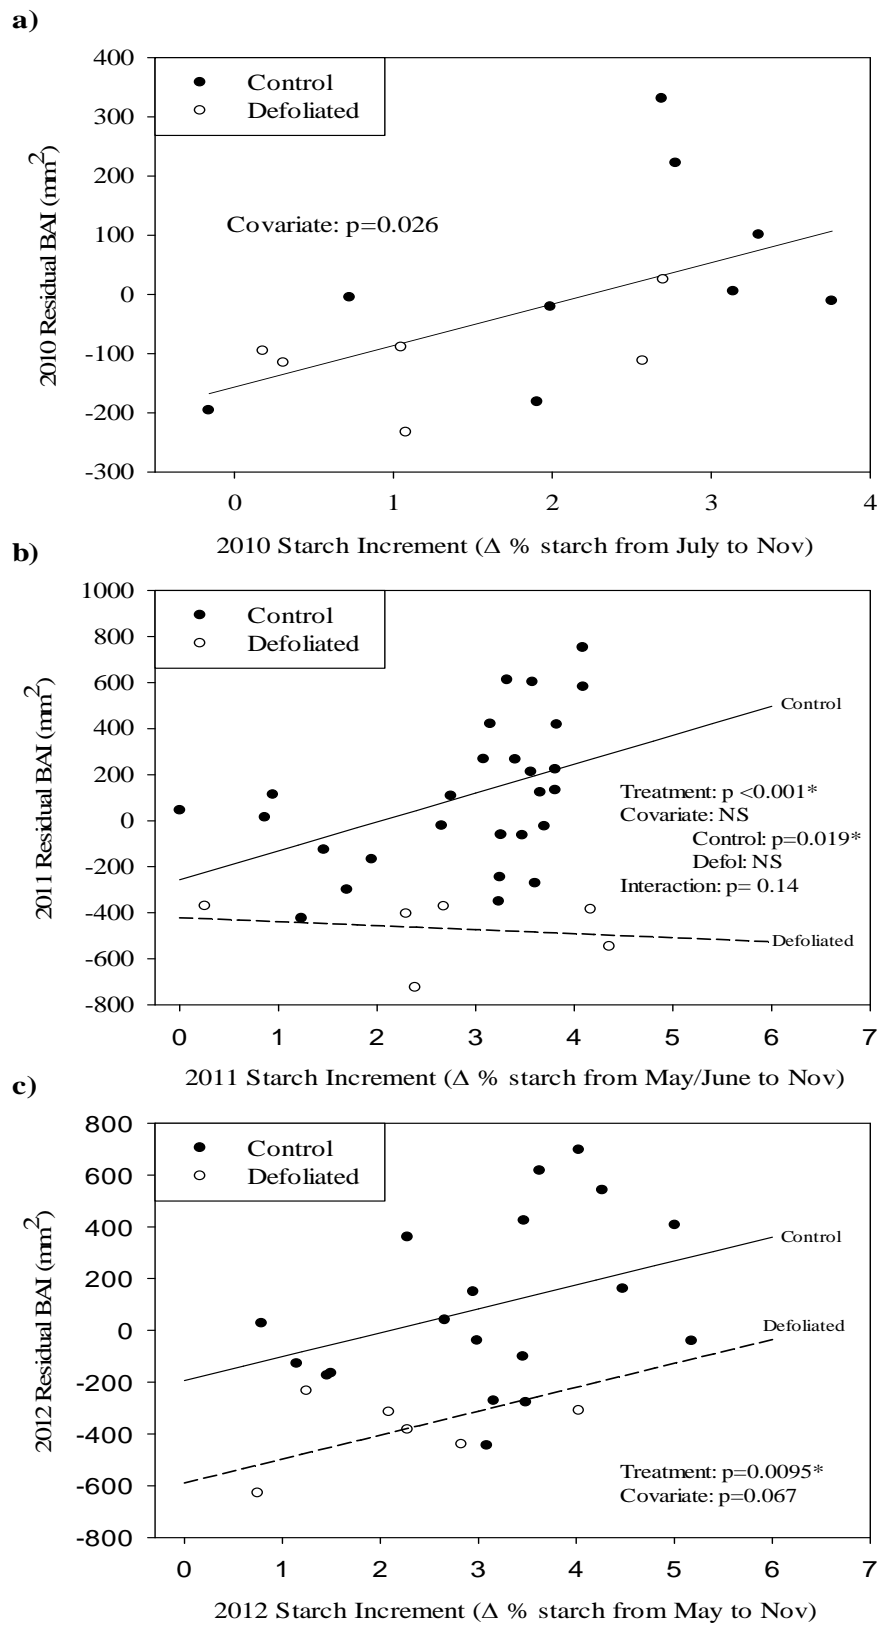 a)
400
300
200
100
0
-100
-200
-300
2010 Residual BAI (mm²)
Control
Defoliated
Covariate: p=0.026
0 1 2 3 4
2010 Starch Increment (Δ % starch from July to Nov)
b)
1000
800
600
400
200
0
-200
-400
-600
-800
2011 Residual BAI (mm²)
Control
Defoliated
Control
Treatment: p <0.001*
Covariate: NS
Control: p=0.019*
Defol: NS
Interaction: p= 0.14
Defoliated
0 1 2 3 4 5 6 7
2011 Starch Increment (Δ % starch from May/June to Nov)
c)
800
600
400
200
0
-200
-400
-600
-800
2012 Residual BAI (mm²)
Control
Defoliated
Control
Defoliated
Treatment: p=0.0095*
Covariate: p=0.067
0 1 2 3 4 5 6 7
2012 Starch Increment (Δ % starch from May to Nov)